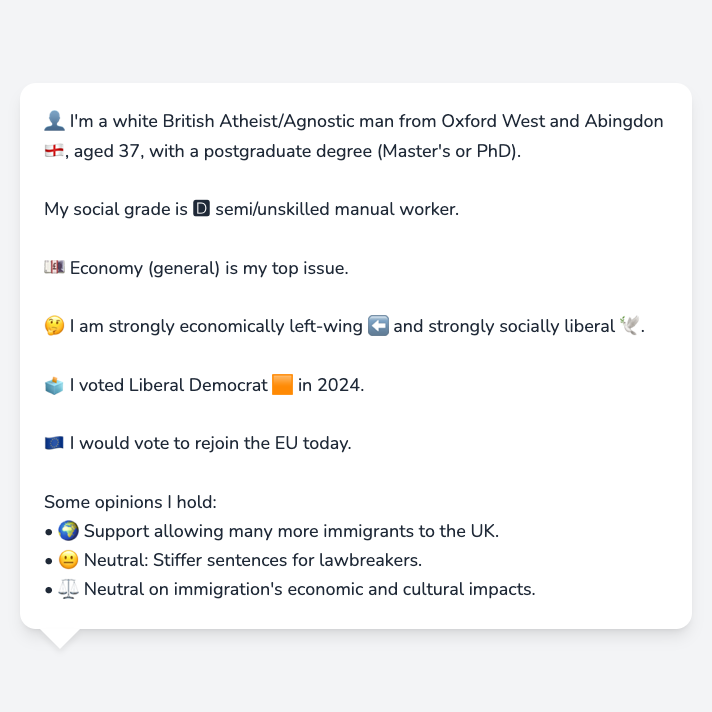 👤 I'm a white British Atheist/Agnostic man from Oxford West and Abingdon
🏴󠁧󠁢󠁥󠁮󠁧󠁿, aged 37, with a postgraduate degree (Master's or PhD).
My social grade is 🅳 semi/unskilled manual worker.
💷 Economy (general) is my top issue.
🤔 I am strongly economically left-wing ⬅️ and strongly socially liberal 🕊️.
🗳️ I voted Liberal Democrat 🟧 in 2024.
🇪🇺 I would vote to rejoin the EU today.
Some opinions I hold:
• 🌍 Support allowing many more immigrants to the UK.
• 😐 Neutral: Stiffer sentences for lawbreakers.
• ⚖️ Neutral on immigration's economic and cultural impacts.